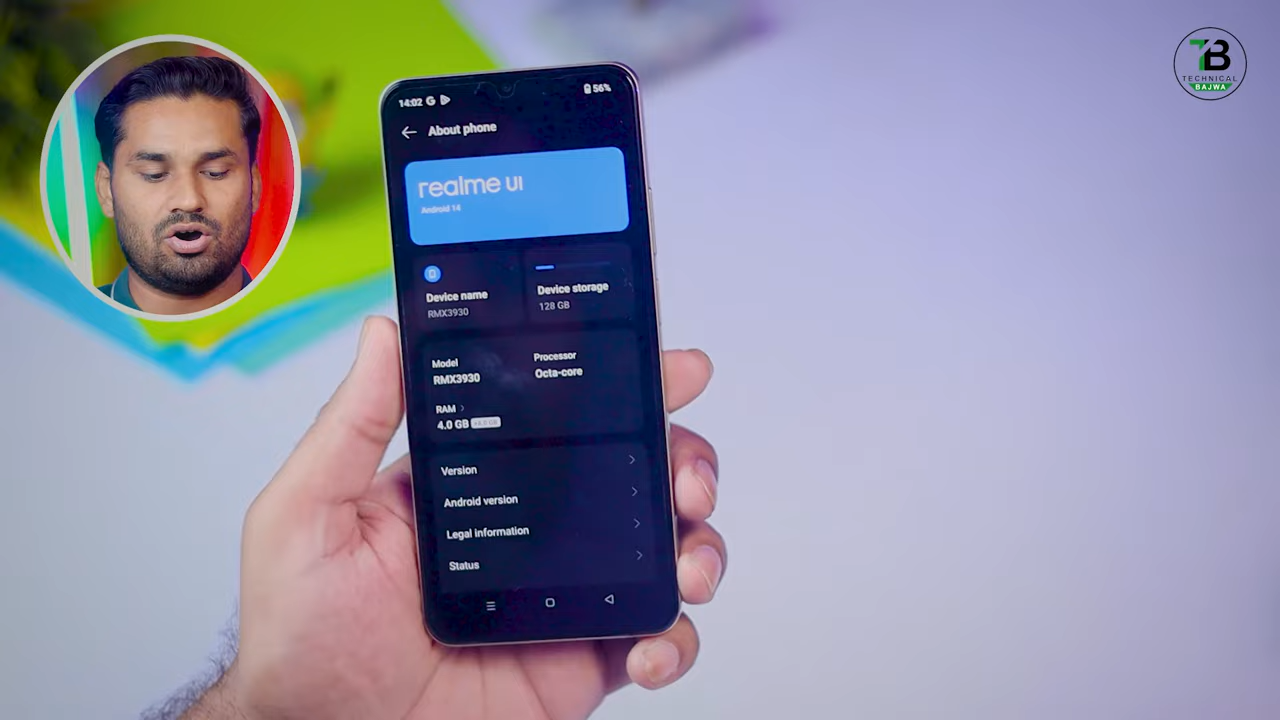 TB
TECHNICAL
BAJWA
14:02 G
56%
About phone
realme UI
Android 14
Device name
RMX3930
Device storage
128 GB
Model
RMX3930
Processor
Octa-core
RAM
4.0 GB
Version
Android version
Legal information
Status